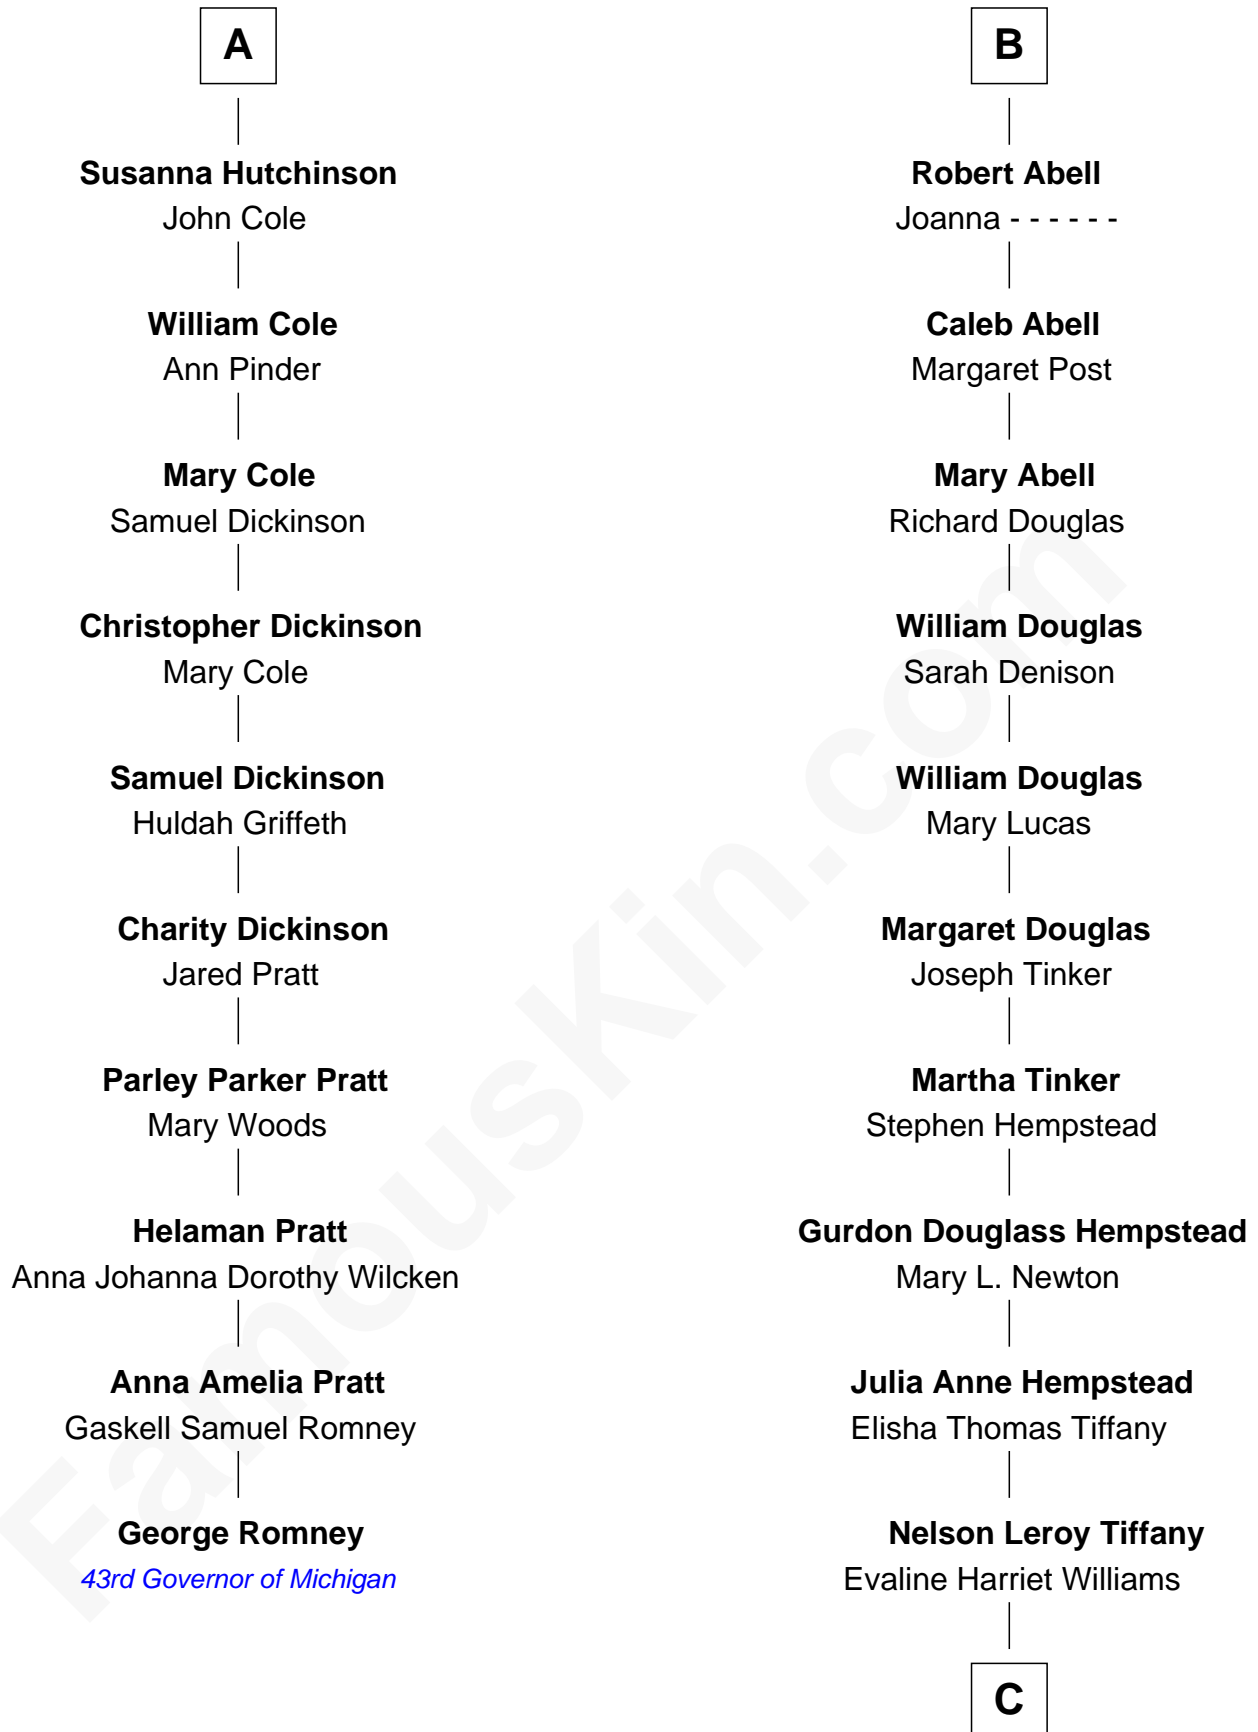 A
Susanna Hutchinson
John Cole
William Cole
Ann Pinder
Mary Cole
Samuel Dickinson
Christopher Dickinson
Mary Cole
Samuel Dickinson
Huldah Griffeth
Charity Dickinson
Jared Pratt
Parley Parker Pratt
Mary Woods
Helaman Pratt
Anna Johanna Dorothy Wilcken
Anna Amelia Pratt
Gaskell Samuel Romney
George Romney
43rd Governor of Michigan
B
Robert Abell
Joanna - - - - - -
Caleb Abell
Margaret Post
Mary Abell
Richard Douglas
William Douglas
Sarah Denison
William Douglas
Mary Lucas
Margaret Douglas
Joseph Tinker
Martha Tinker
Stephen Hempstead
Gurdon Douglass Hempstead
Mary L. Newton
Julia Anne Hempstead
Elisha Thomas Tiffany
Nelson Leroy Tiffany
Evaline Harriet Williams
C
FamousKin.com